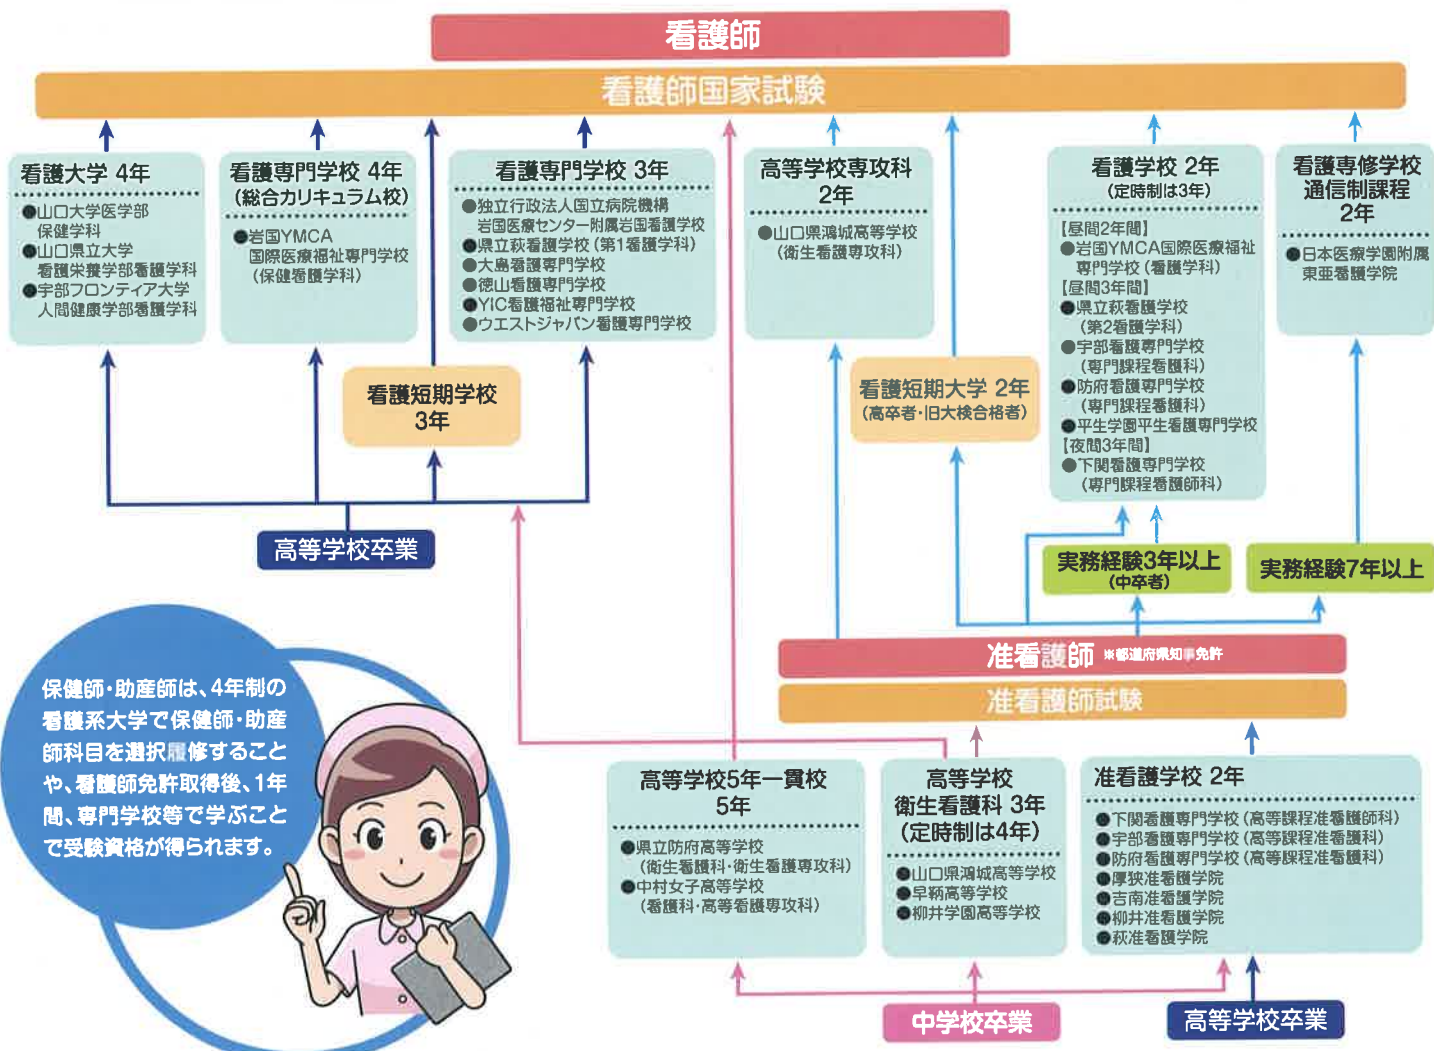 看護師
看護師国家試験
看護大学 4年
●山口大学医学部
保健学科
●山口県立大学
看護栄養学部看護学科
●宇部フロンティア大学
人間健康学部看護学科
看護専門学校 4年
(総合カリキュラム校)
●岩国YMCA
国際医療福祉専門学校
(保健看護学科)
看護専門学校 3年
●独立行政法人国立病院機構
岩国医療センター附属岩国看護学校
●県立萩看護学校(第1看護学科)
●大島看護専門学校
●徳山看護専門学校
●YIC看護福祉専門学校
●ウエストジャパン看護専門学校
高等学校専攻科
2年
●山口県鴻城高等学校
(衛生看護専攻科)
看護学校 2年
(定時制は3年)
【昼間2年間】
●岩国YMCA国際医療福祉
専門学校(看護学科)
【昼間3年間】
●県立萩看護学校
(第2看護学科)
●宇部看護専門学校
(専門課程看護科)
●防府看護専門学校
(専門課程看護科)
●平生学園平生看護専門学校
【夜間3年間】
●下関看護専門学校
(専門課程看護師科)
看護専修学校
通信制課程
2年
●日本医療学園附属
東亜看護学院
看護短期学校
3年
看護短期大学 2年
(高卒者・旧大検合格者)
高等学校卒業
実務経験3年以上
(中卒者)
実務経験7年以上
准看護師 ※都道府県知事免許
准看護師試験
保健師・助産師は、4年制の
看護系大学で保健師・助産
師科目を選択履修すること
や、看護師免許取得後、1年
間、専門学校等で学ぶこと
で受験資格が得られます。
高等学校5年一貫校
5年
●県立防府高等学校
(衛生看護科・衛生看護専攻科)
●中村女子高等学校
(看護科・高等看護専攻科)
高等学校
衛生看護科 3年
(定時制は4年)
●山口県鴻城高等学校
●早鞆高等学校
●柳井学園高等学校
准看護学校 2年
●下関看護専門学校(高等課程准看護師科)
●宇部看護専門学校(高等課程准看護科)
●防府看護専門学校(高等課程准看護科)
●厚狭准看護学院
●吉南准看護学院
●柳井准看護学院
●萩准看護学院
中学校卒業
高等学校卒業